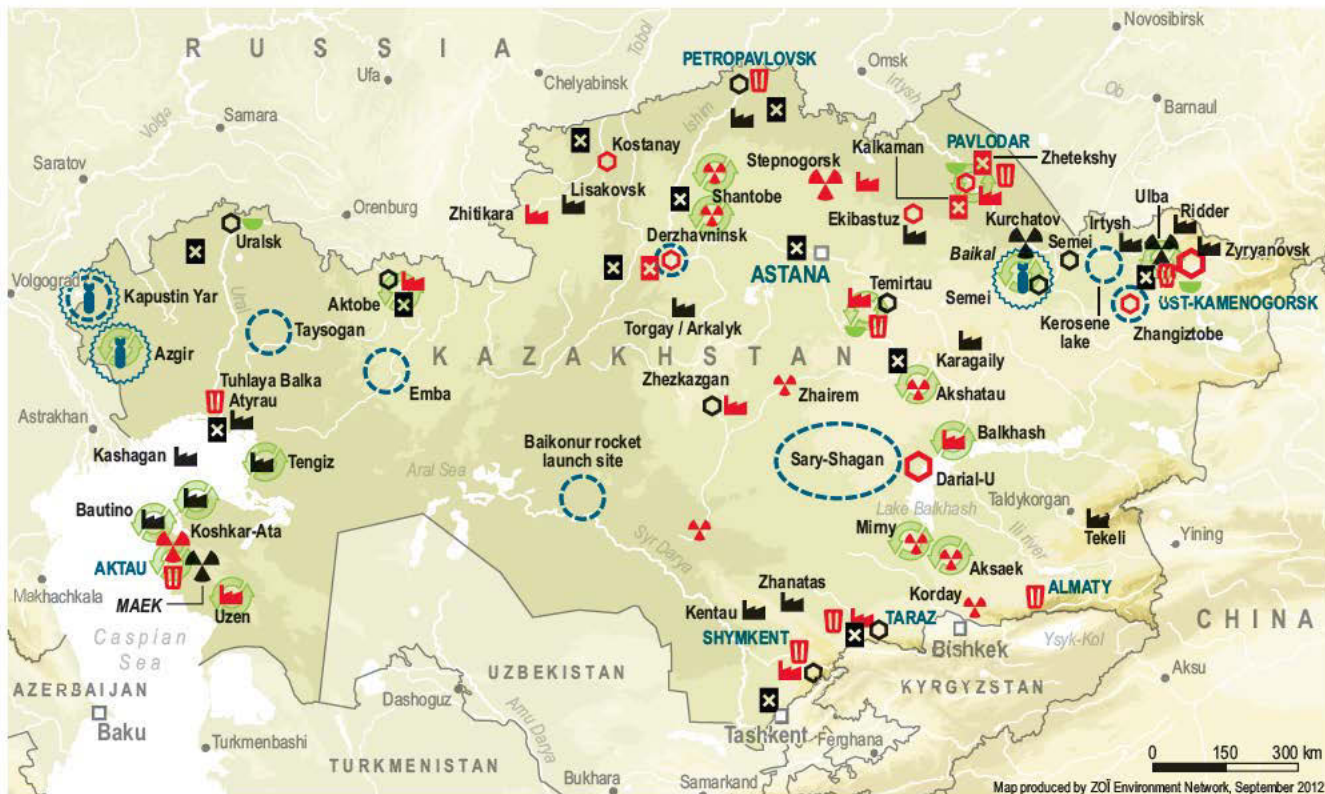 RUSSIA
Novosibirsk
Ufa
Tobol
Chelyabinsk
PETROPAVLOVSK
Omsk
Irtysh
Ob
Barnaul
Volga
Samara
Ishim
Kostanay
Kalkaman
PAVLODAR
Zhetekshy
Saratov
Stepnogorsk
Shantobe
Lisakovsk
Zhitikara
Orenburg
Ekibastuz
Kurchatov
Irtysh
Ulba
Ridder
Uralsk
Derzhavninsk
Baikal
Semei
Zyryanovsk
Volgograd
Kapustin Yar
Ural
Aktobe
ASTANA
Temirtau
Semei
UST-KAMENOGORSK
Torgay / Arkalyk
Kerosene
lake
Zhangiztobe
Taysogan
Azgir
KAZAKHSTAN
Karagaily
Tuhlaya Balka
Atyrau
Emba
Zhezkazgan
Zhairem
Akshatau
Astrakhan
Kashagan
Tengiz
Baikonur rocket
launch site
Sary-Shagan
Balkhash
Aral Sea
Darial-U
Taldykorgan
Bautino
Koshkar-Ata
Lake Balkhash
Mirny
Ili river
Tekeli
Yining
Syr Darya
AKTAU
Aksaek
Makhachkala
MAEK
Uzen
Zhanatas
Kentau
Korday
ALMATY
TARAZ
SHYMKENT
CHINA
Caspian
Sea
Bishkek
Ysyk-Kol
UZBEKISTAN
AZERBAIJAN
Baku
Dashoguz
KYRGYZSTAN
Aksu
Amu Darya
Tashkent
Turkmenbashi
Ferghana
TURKMENISTAN
Bukhara
Samarkand
0 150 300 km
Map produced by ZOÏ Environment Network, September 2012